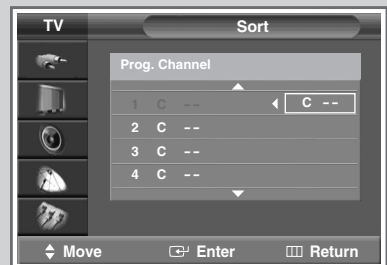 TV Sort
Prog. Channel
1 C -- C --
2 C --
3 C --
4 C --
Move Enter Return